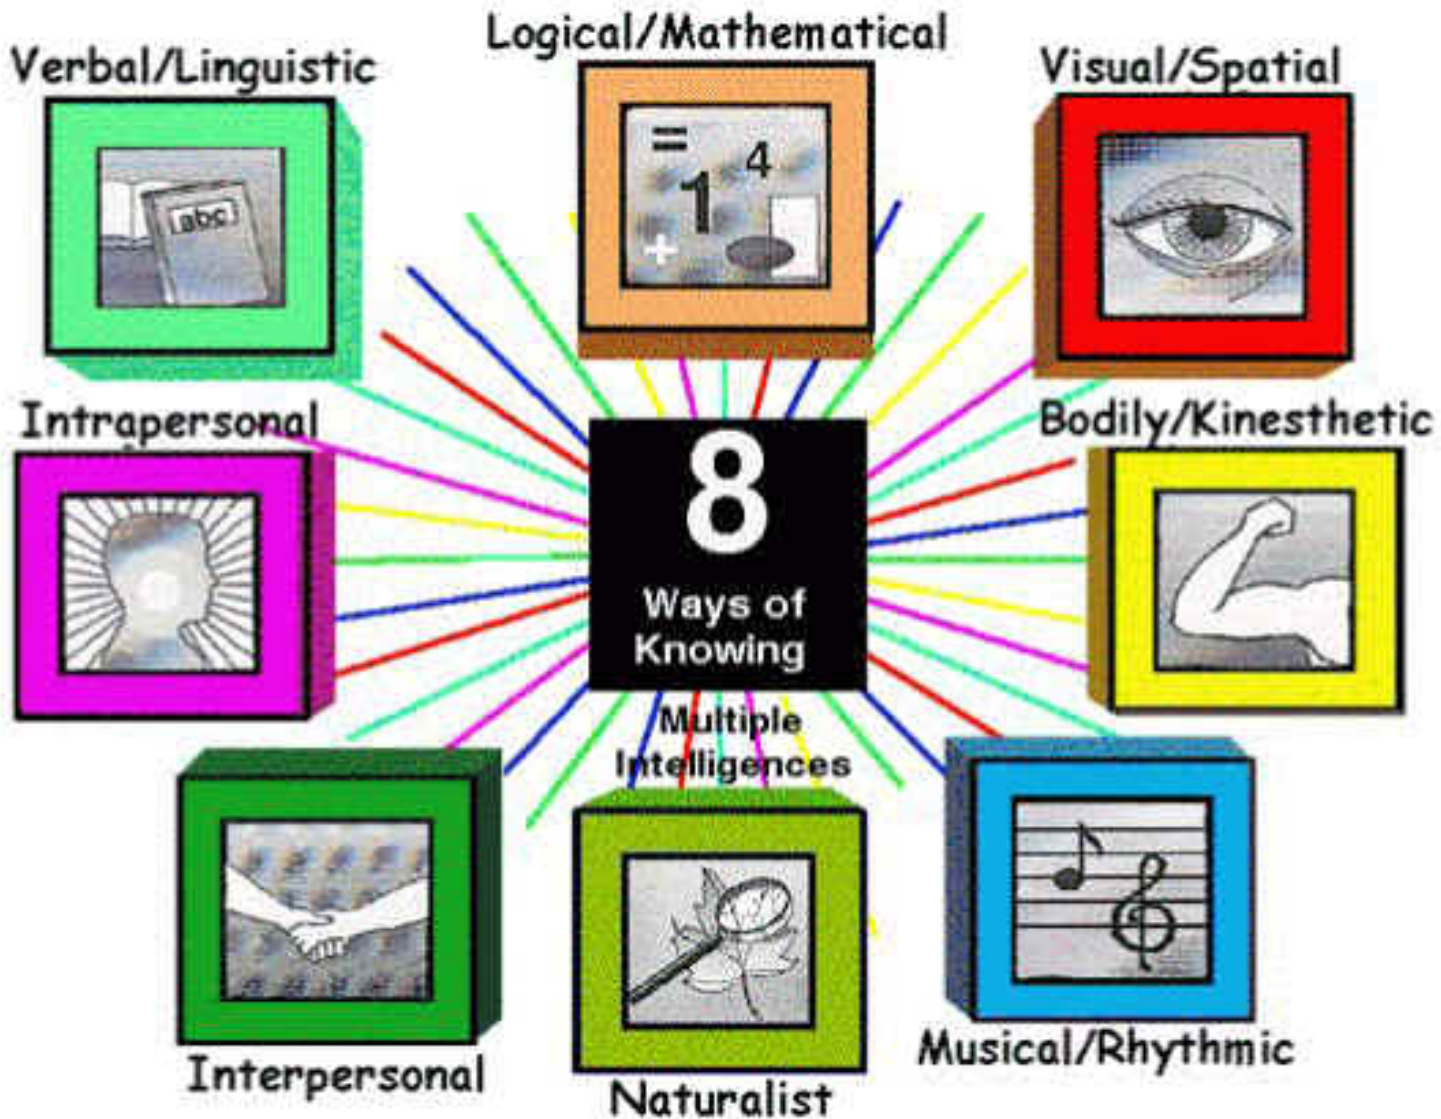 Logical/Mathematical
Verbal/Linguistic
Visual/Spatial
= 1 4 +
abc
Intrapersonal
Bodily/Kinesthetic
8
Ways of
Knowing
Multiple
Intelligences
Interpersonal
Naturalist
Musical/Rhythmic